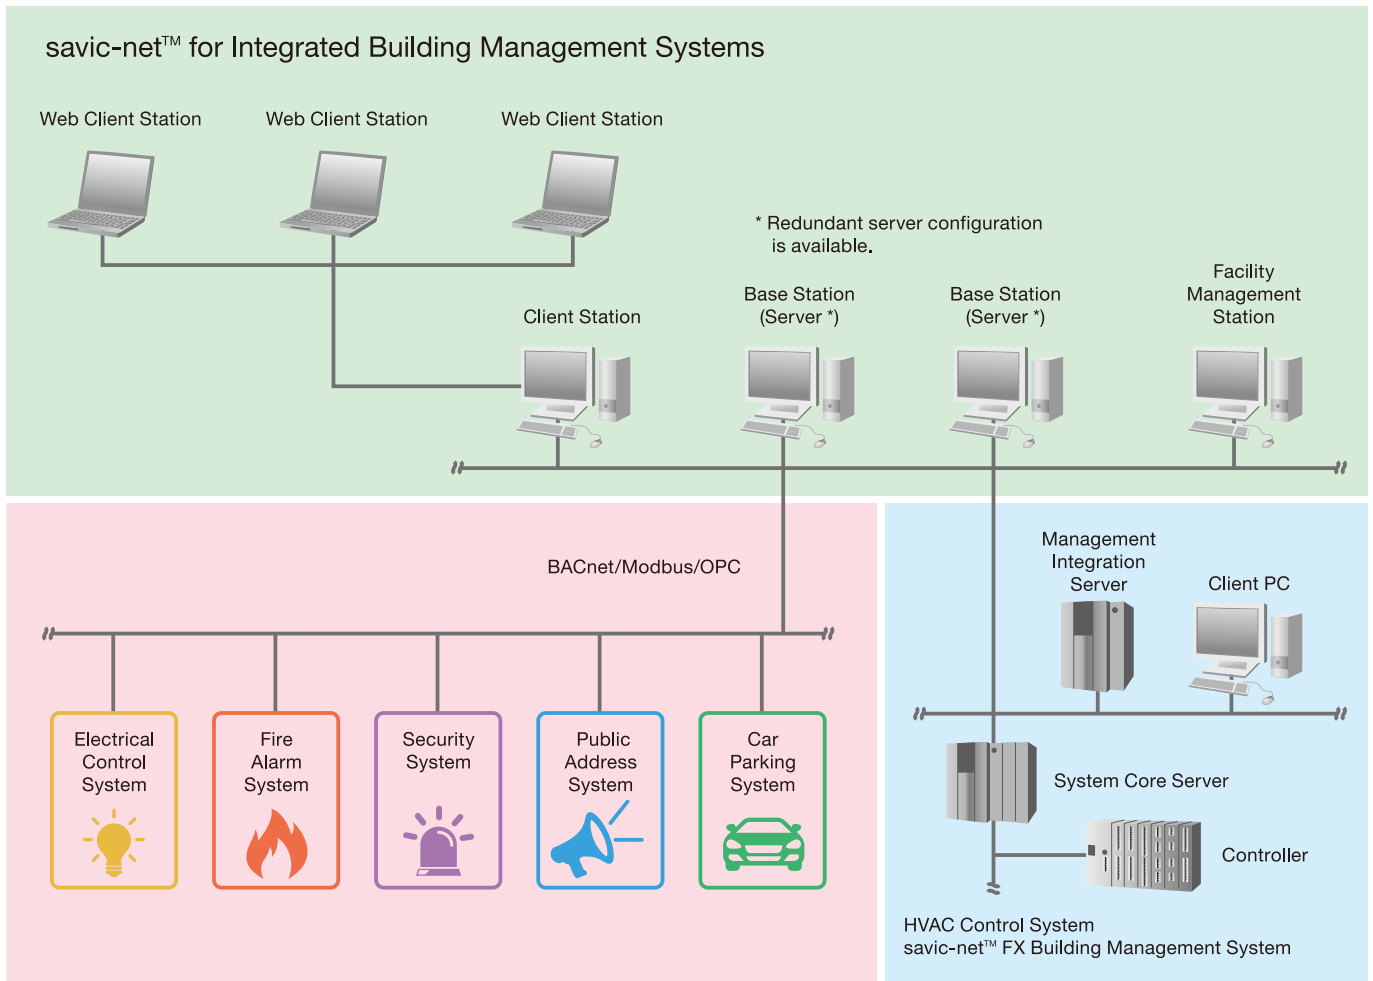 savic-net™ for Integrated Building Management Systems
Web Client Station
Web Client Station
Web Client Station
* Redundant server configuration
is available.
Client Station
Base Station
(Server *)
Base Station
(Server *)
Facility
Management
Station
BACnet/Modbus/OPC
Electrical
Control
System
Fire
Alarm
System
Security
System
Public
Address
System
Car
Parking
System
Management
Integration
Server
Client PC
System Core Server
Controller
HVAC Control System
savic-net™ FX Building Management System